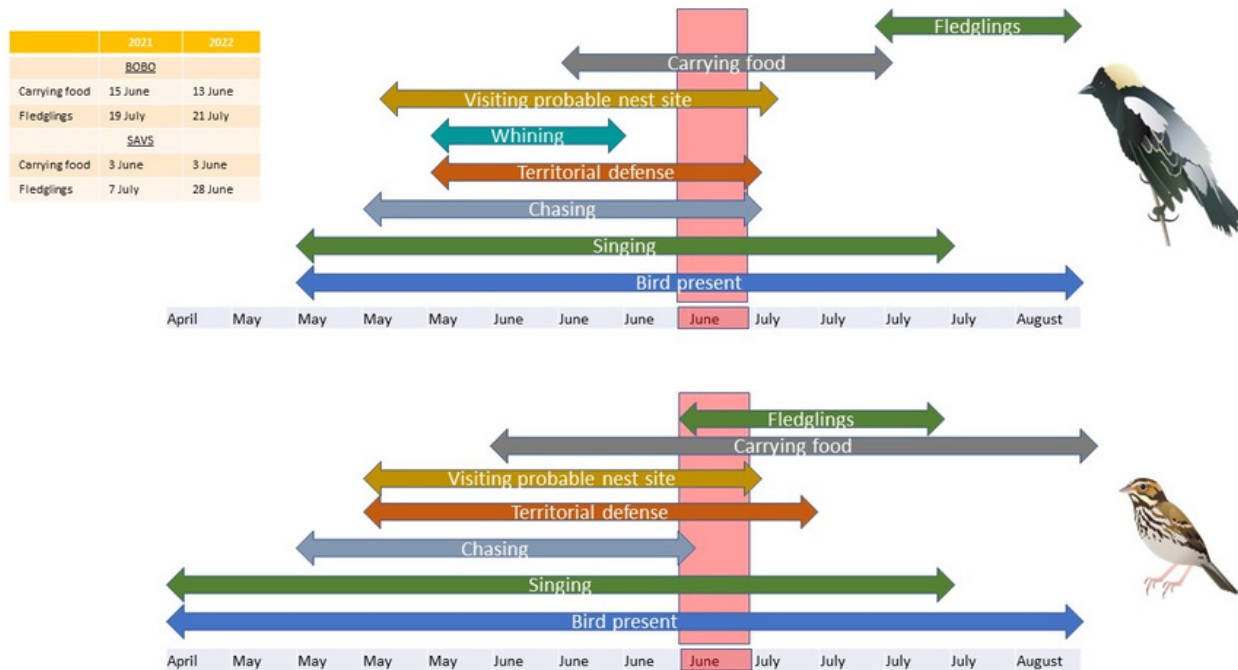 2021 2022
BOBO
Carrying food 15 June 13 June
Fledglings 19 July 21 July
SAVS
Carrying food 3 June 3 June
Fledglings 7 July 28 June
Fledglings
Carrying food
Visiting probable nest site
Whining
Territorial defense
Chasing
Singing
Bird present
April May May May May June June June June July July July July August
Fledglings
Carrying food
Visiting probable nest site
Territorial defense
Chasing
Singing
Bird present
April May May May May June June June June July July July July August